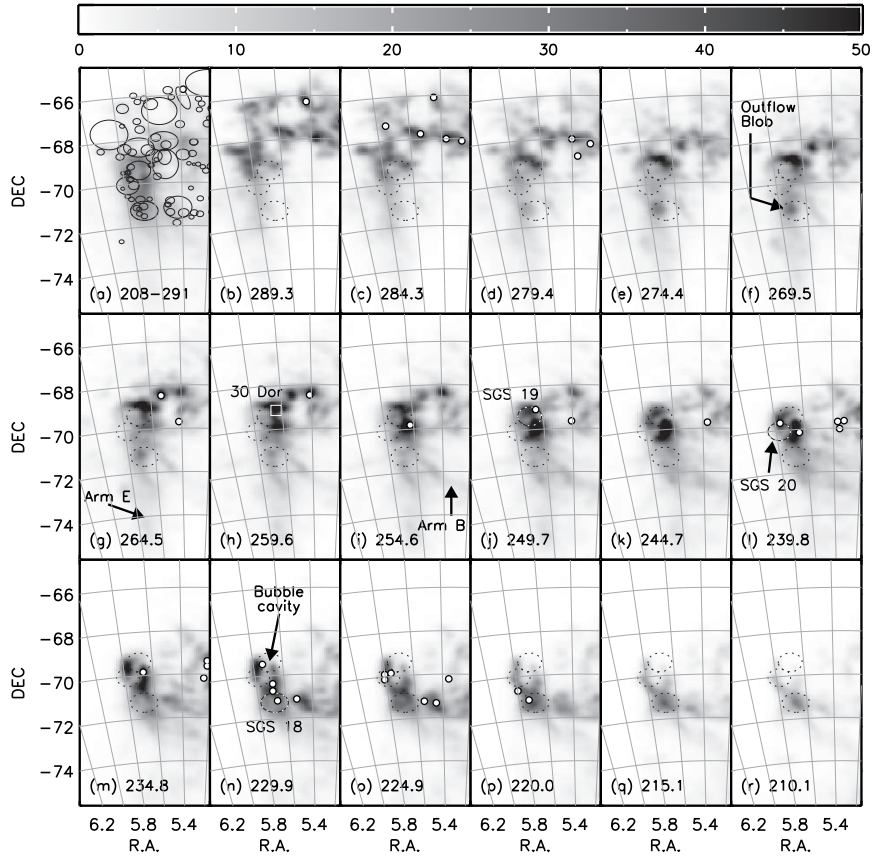 0 10 20 30 40 50
DEC
−66
−68
−70
−72
−74
(a) 208−291
(b) 289.3
(c) 284.3
(d) 279.4
(e) 274.4
Outflow
Blob
(f) 269.5
DEC
−66
−68
−70
−72
−74
Arm E
(g) 264.5
30 Dor
(h) 259.6
Arm B
(i) 254.6
SGS 19
(j) 249.7
(k) 244.7
SGS 20
(l) 239.8
DEC
−66
−68
−70
−72
−74
(m) 234.8
Bubble
cavity
SGS 18
(n) 229.9
(o) 224.9
(p) 220.0
(q) 215.1
(r) 210.1
6.2 5.8 5.4 6.2 5.8 5.4 6.2 5.8 5.4 6.2 5.8 5.4 6.2 5.8 5.4 6.2 5.8 5.4
R.A. R.A. R.A. R.A. R.A. R.A.